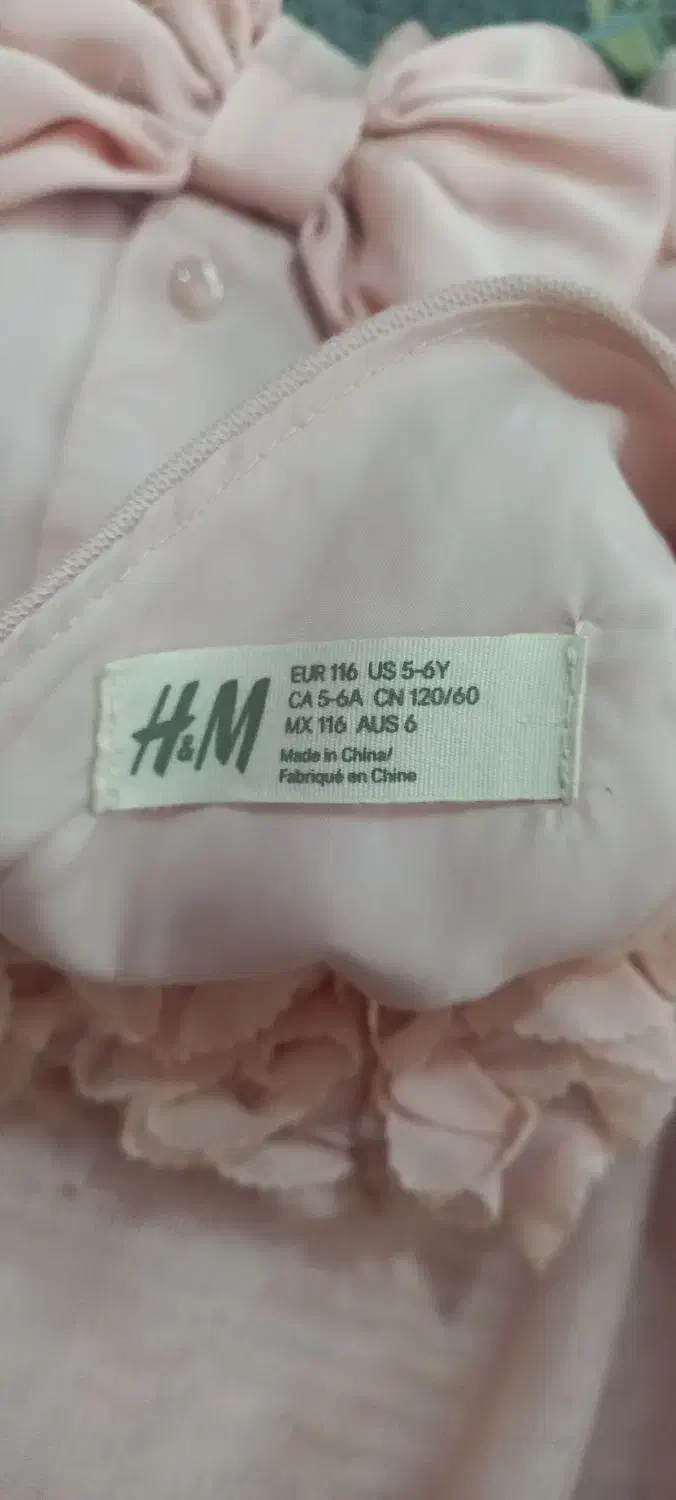 H&M
EUR 116 US 5-6Y
CA 5-6A CN 120/60
MX 116 AUS 6
Made in China/
Fabriqué en Chine